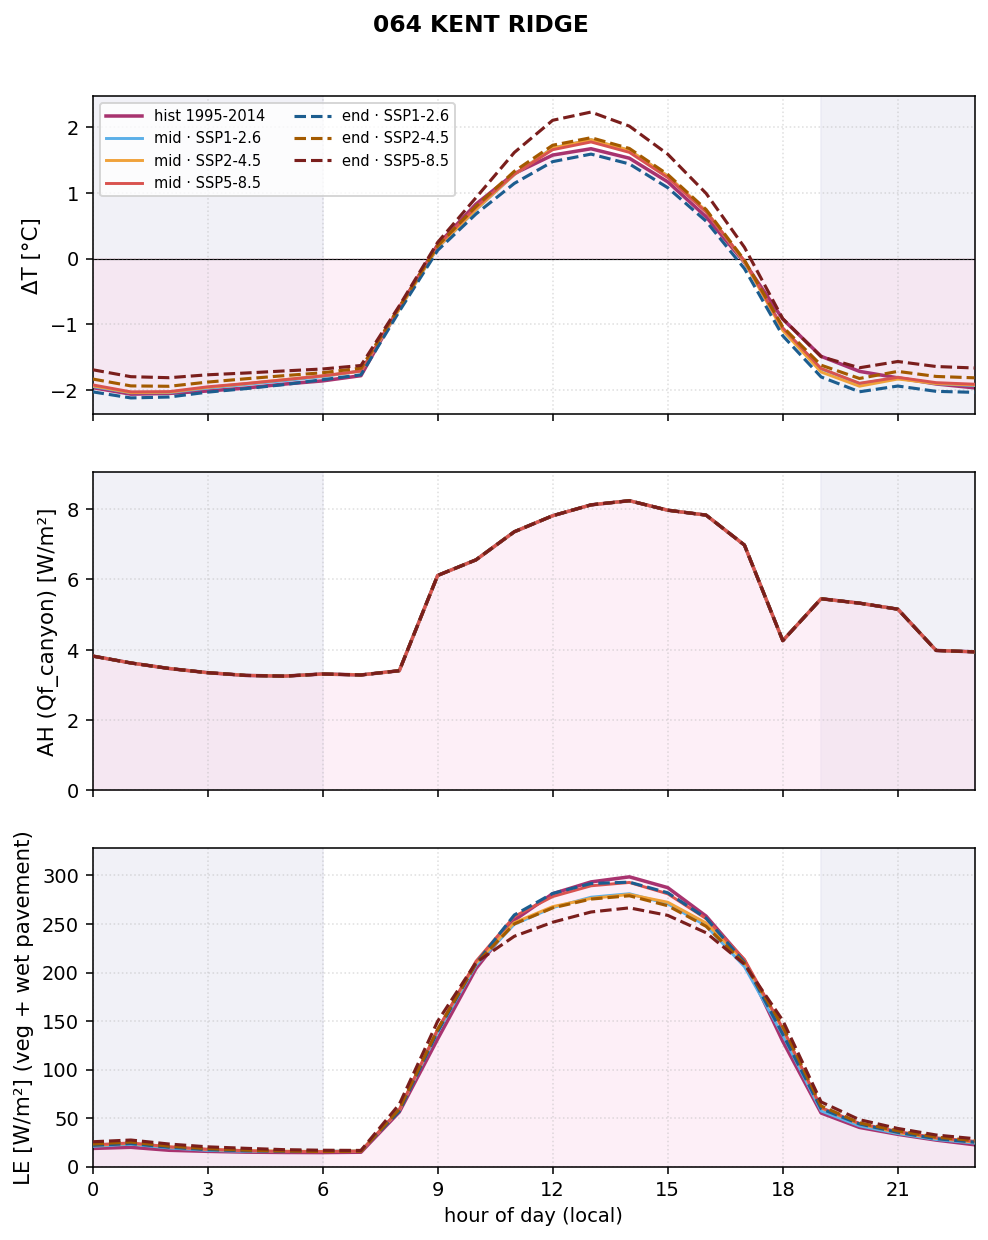 064 KENT RIDGE
hist 1995-2014
mid · SSP1-2.6
mid · SSP2-4.5
mid · SSP5-8.5
end · SSP1-2.6
end · SSP2-4.5
end · SSP5-8.5
ΔT [°C]
2
1
0
−1
−2
AH (Qf_canyon) [W/m²]
8
6
4
2
0
LE [W/m²] (veg + wet pavement)
300
250
200
150
100
50
0
0 3 6 9 12 15 18 21
hour of day (local)